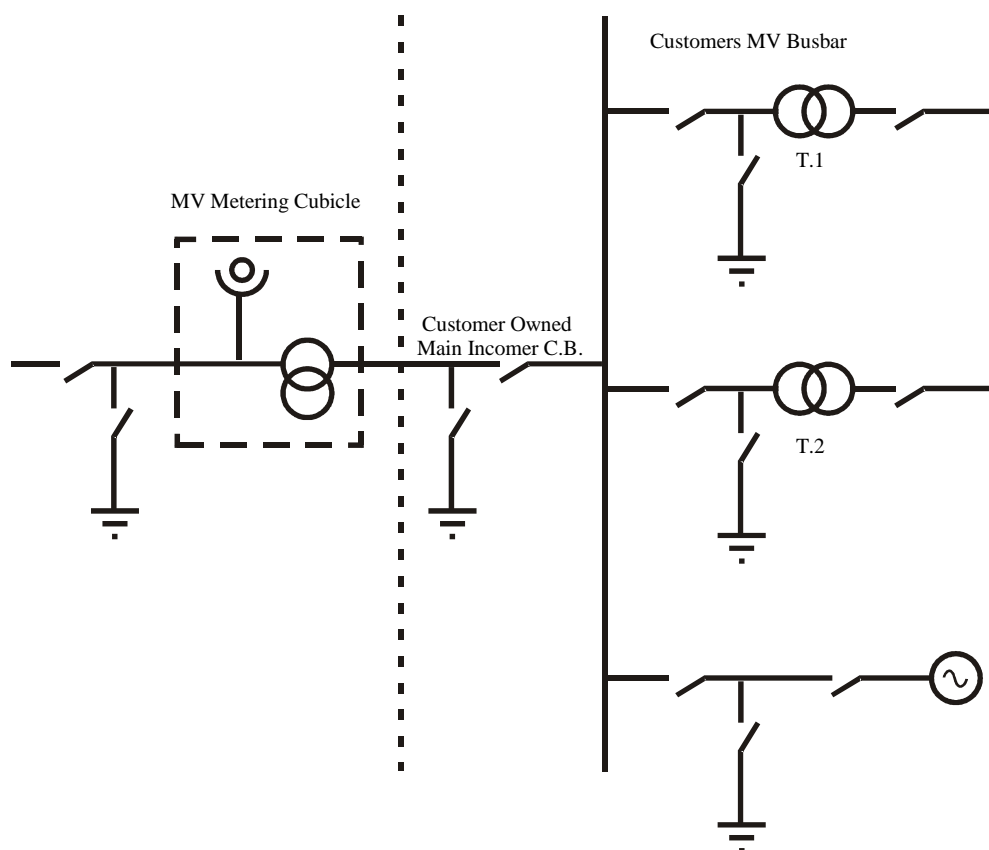 Customers MV Busbar
T.1
MV Metering Cubicle
Customer Owned
Main Incomer C.B.
T.2